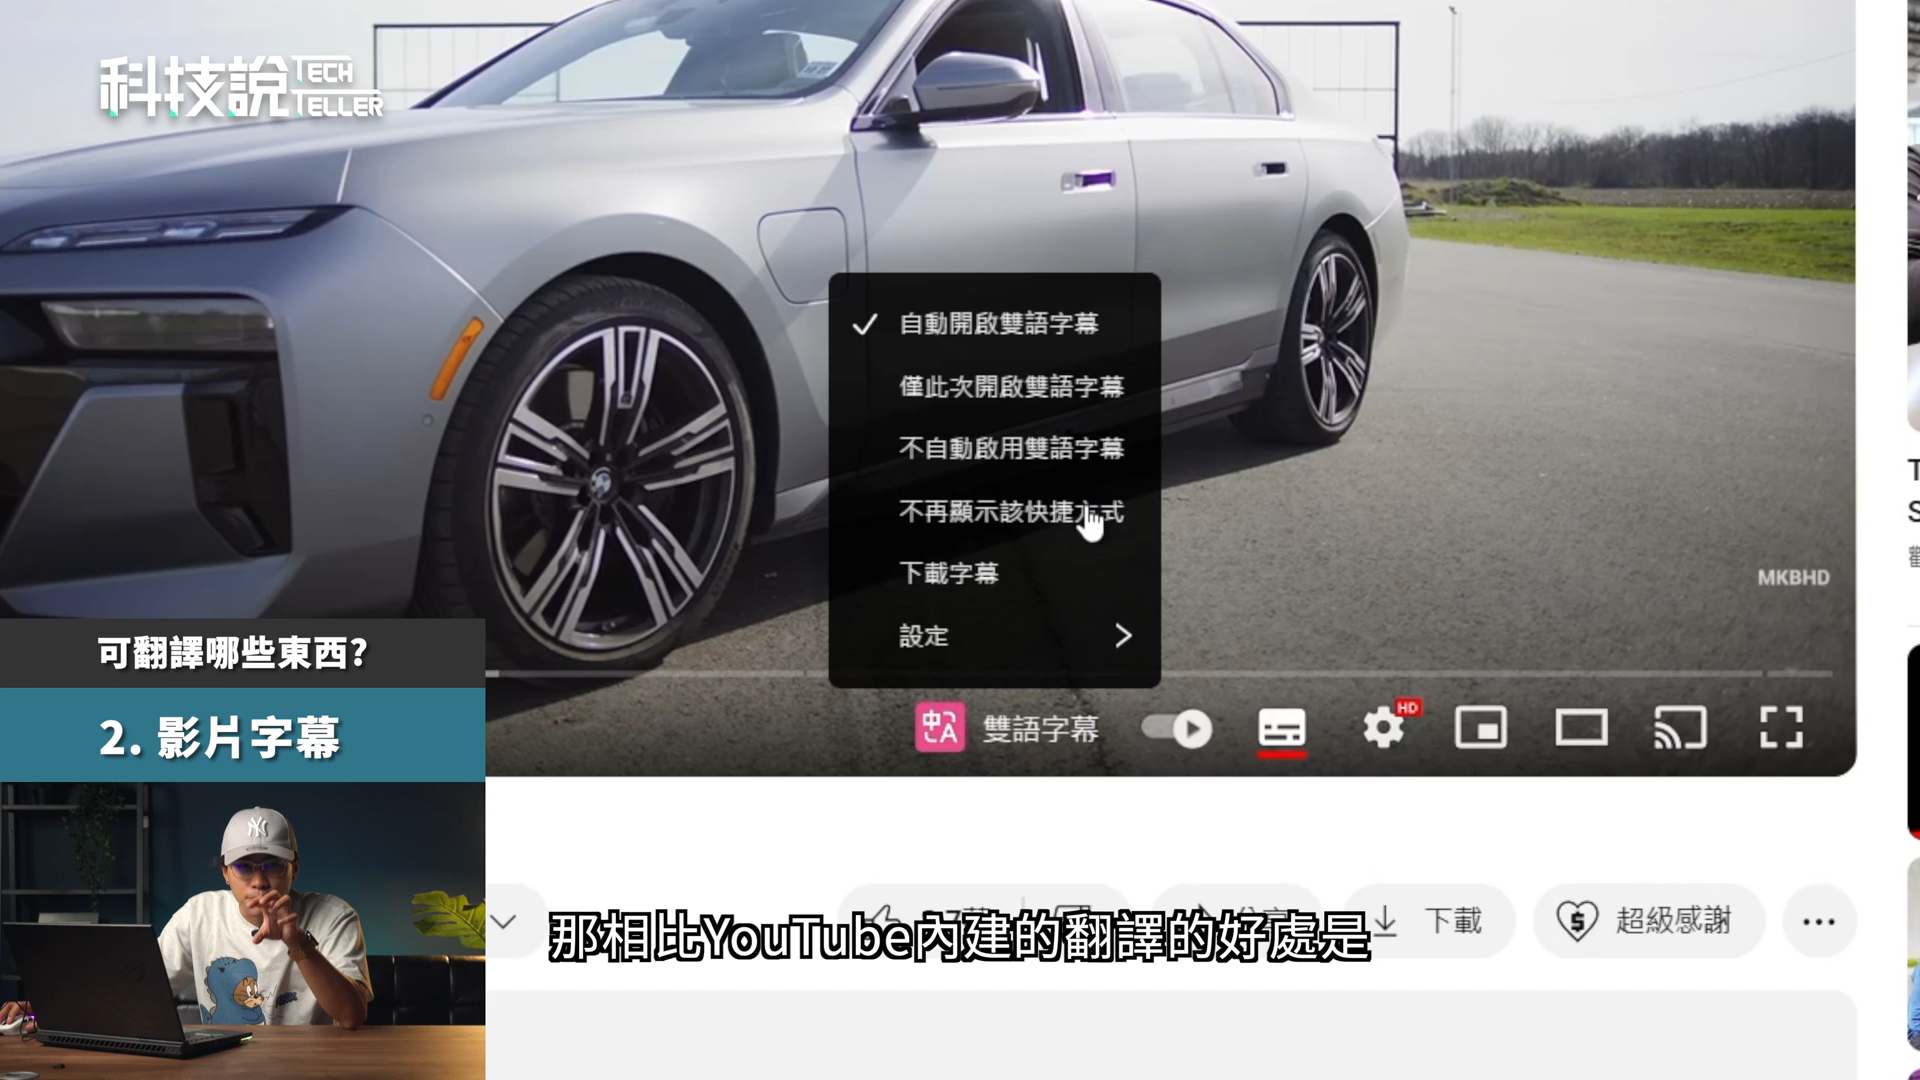 科技說 TECH TELLER
自動開啟雙語字幕
僅此次開啟雙語字幕
不自動啟用雙語字幕
不再顯示該快捷方式
下載字幕
設定
MKBHD
可翻譯哪些東西?
2. 影片字幕
中 A 雙語字幕
HD
NY
下載
超級感謝
那相比YouTube內建的翻譯的好處是